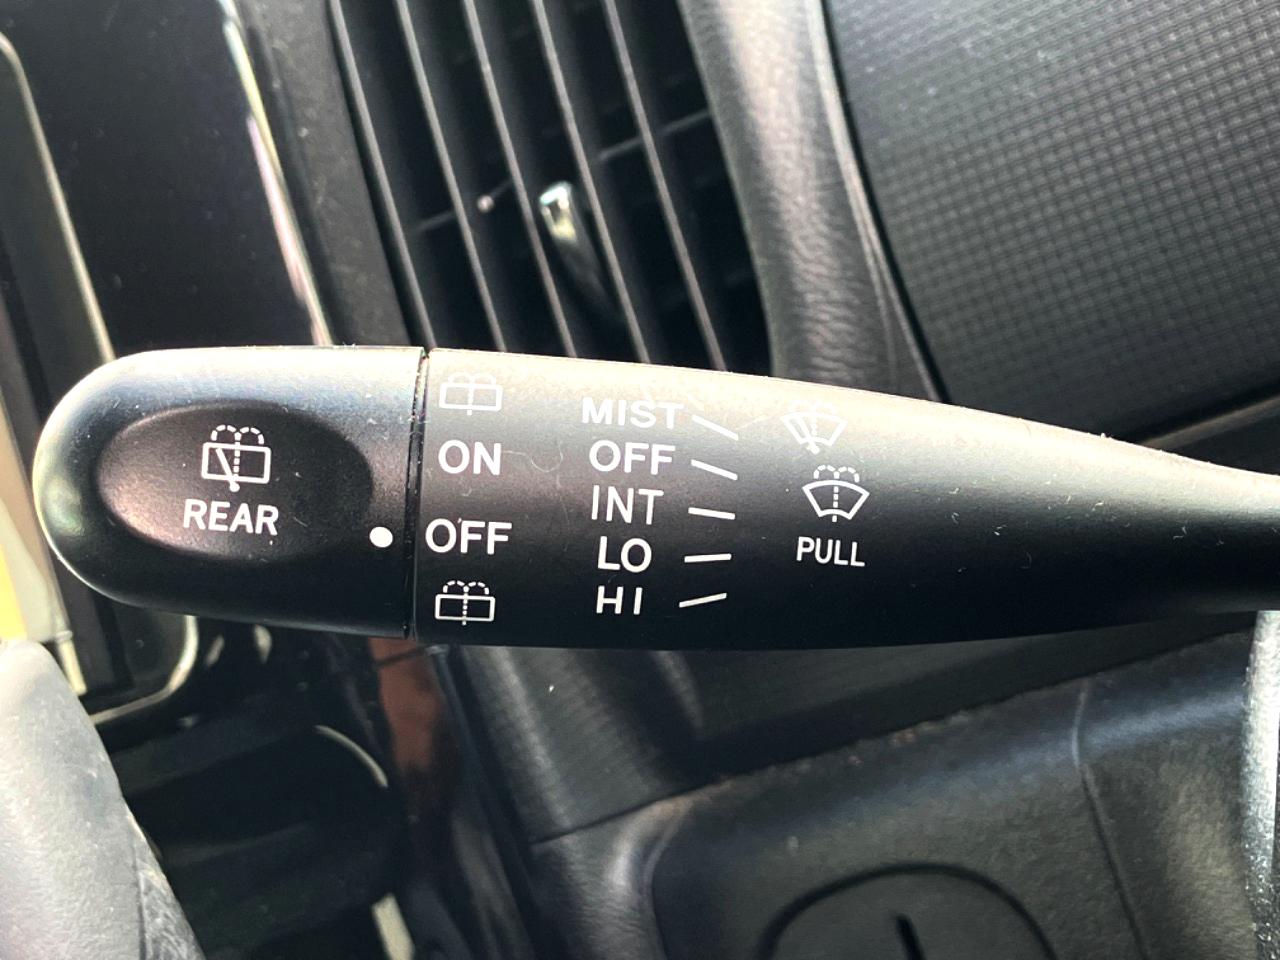 REAR
ON
OFF
MIST
OFF
INT
LO
HI
PULL